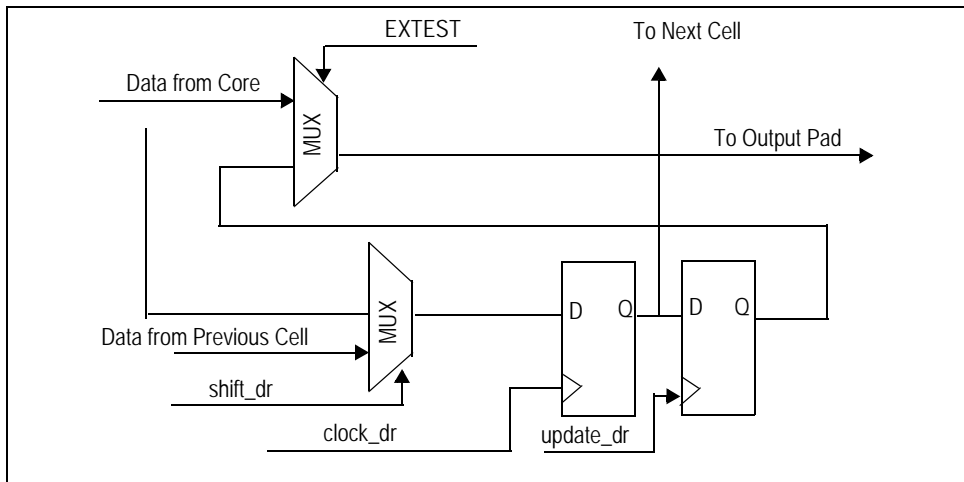 EXTEST
To Next Cell
Data from Core
MUX
To Output Pad
MUX
D Q
D Q
Data from Previous Cell
shift_dr
clock_dr
update_dr